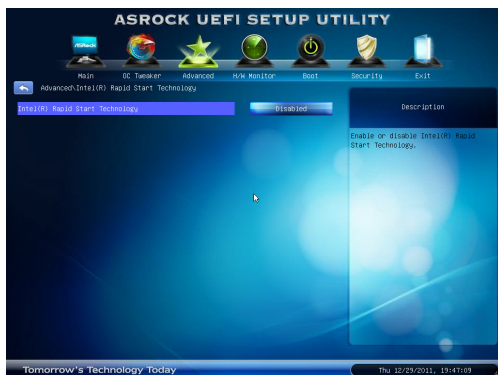 ASROCK UEFI SETUP UTILITY
ASRock
Main
OC Tweaker
Advanced
H/W Monitor
Boot
Security
Exit
Advanced\Intel(R) Rapid Start Technology
Intel(R) Rapid Start Technology
Disabled
Description
Enable or disable Intel(R) Rapid
Start Technology.
Tomorrow's Technology Today
Thu 12/29/2011, 19:47:09